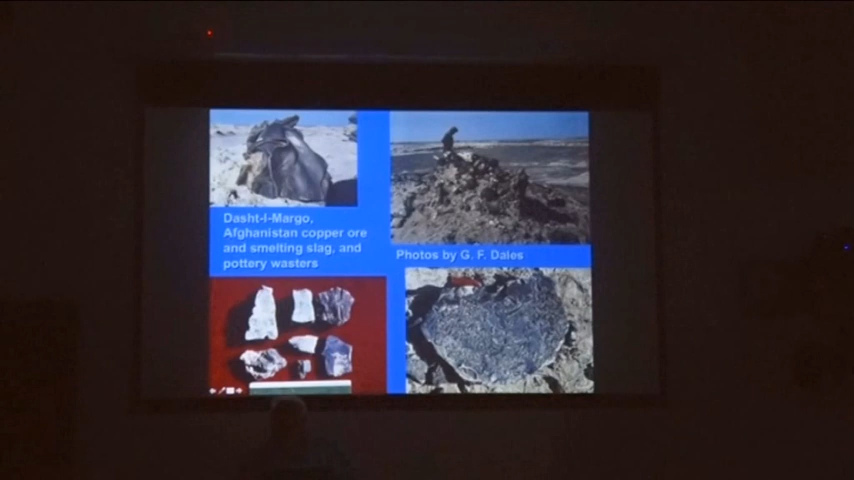 Dasht-I-Margo,
Afghanistan copper ore
and smelting slag, and
pottery wasters
Photos by G. F. Dales